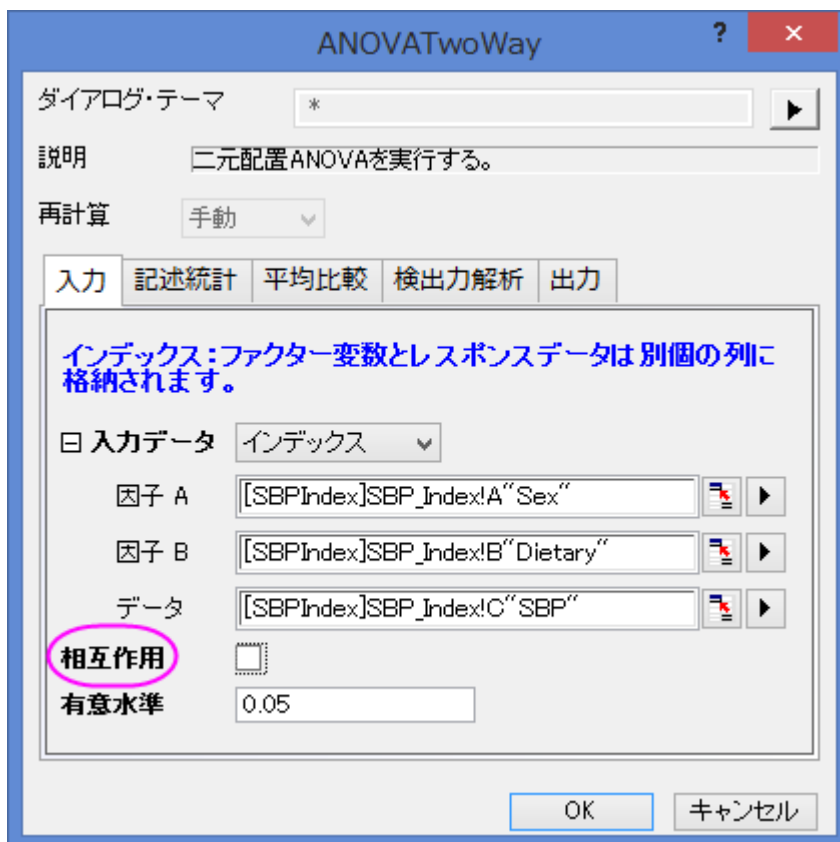 ANOVATwoWay
?
×
ダイアログ・テーマ *
説明 二元配置ANOVAを実行する。
再計算 手動
入力 記述統計 平均比較 検出力解析 出力
インデックス:ファクター変数とレスポンスデータは別個の列に
格納されます。
入力データ インデックス
因子 A [SBPIndex]SBP_Index!A"Sex"
因子 B [SBPIndex]SBP_Index!B"Dietary"
データ [SBPIndex]SBP_Index!C"SBP"
相互作用
有意水準 0.05
OK キャンセル